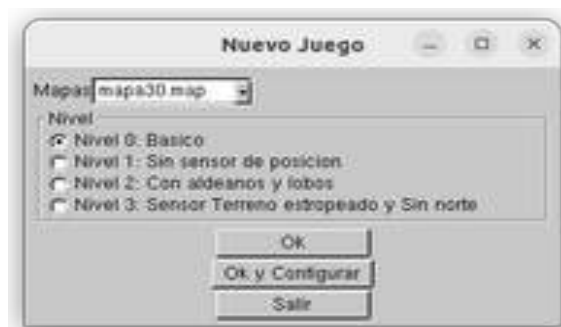 Nuevo Juego
Mapas mapa30.map
Nivel
Nivel 0: Basico
Nivel 1: Sin sensor de posicion
Nivel 2: Con aldeanos y lobos
Nivel 3: Sensor Terreno estropeado y Sin norte
Ok
Ok y Configurar
Salir